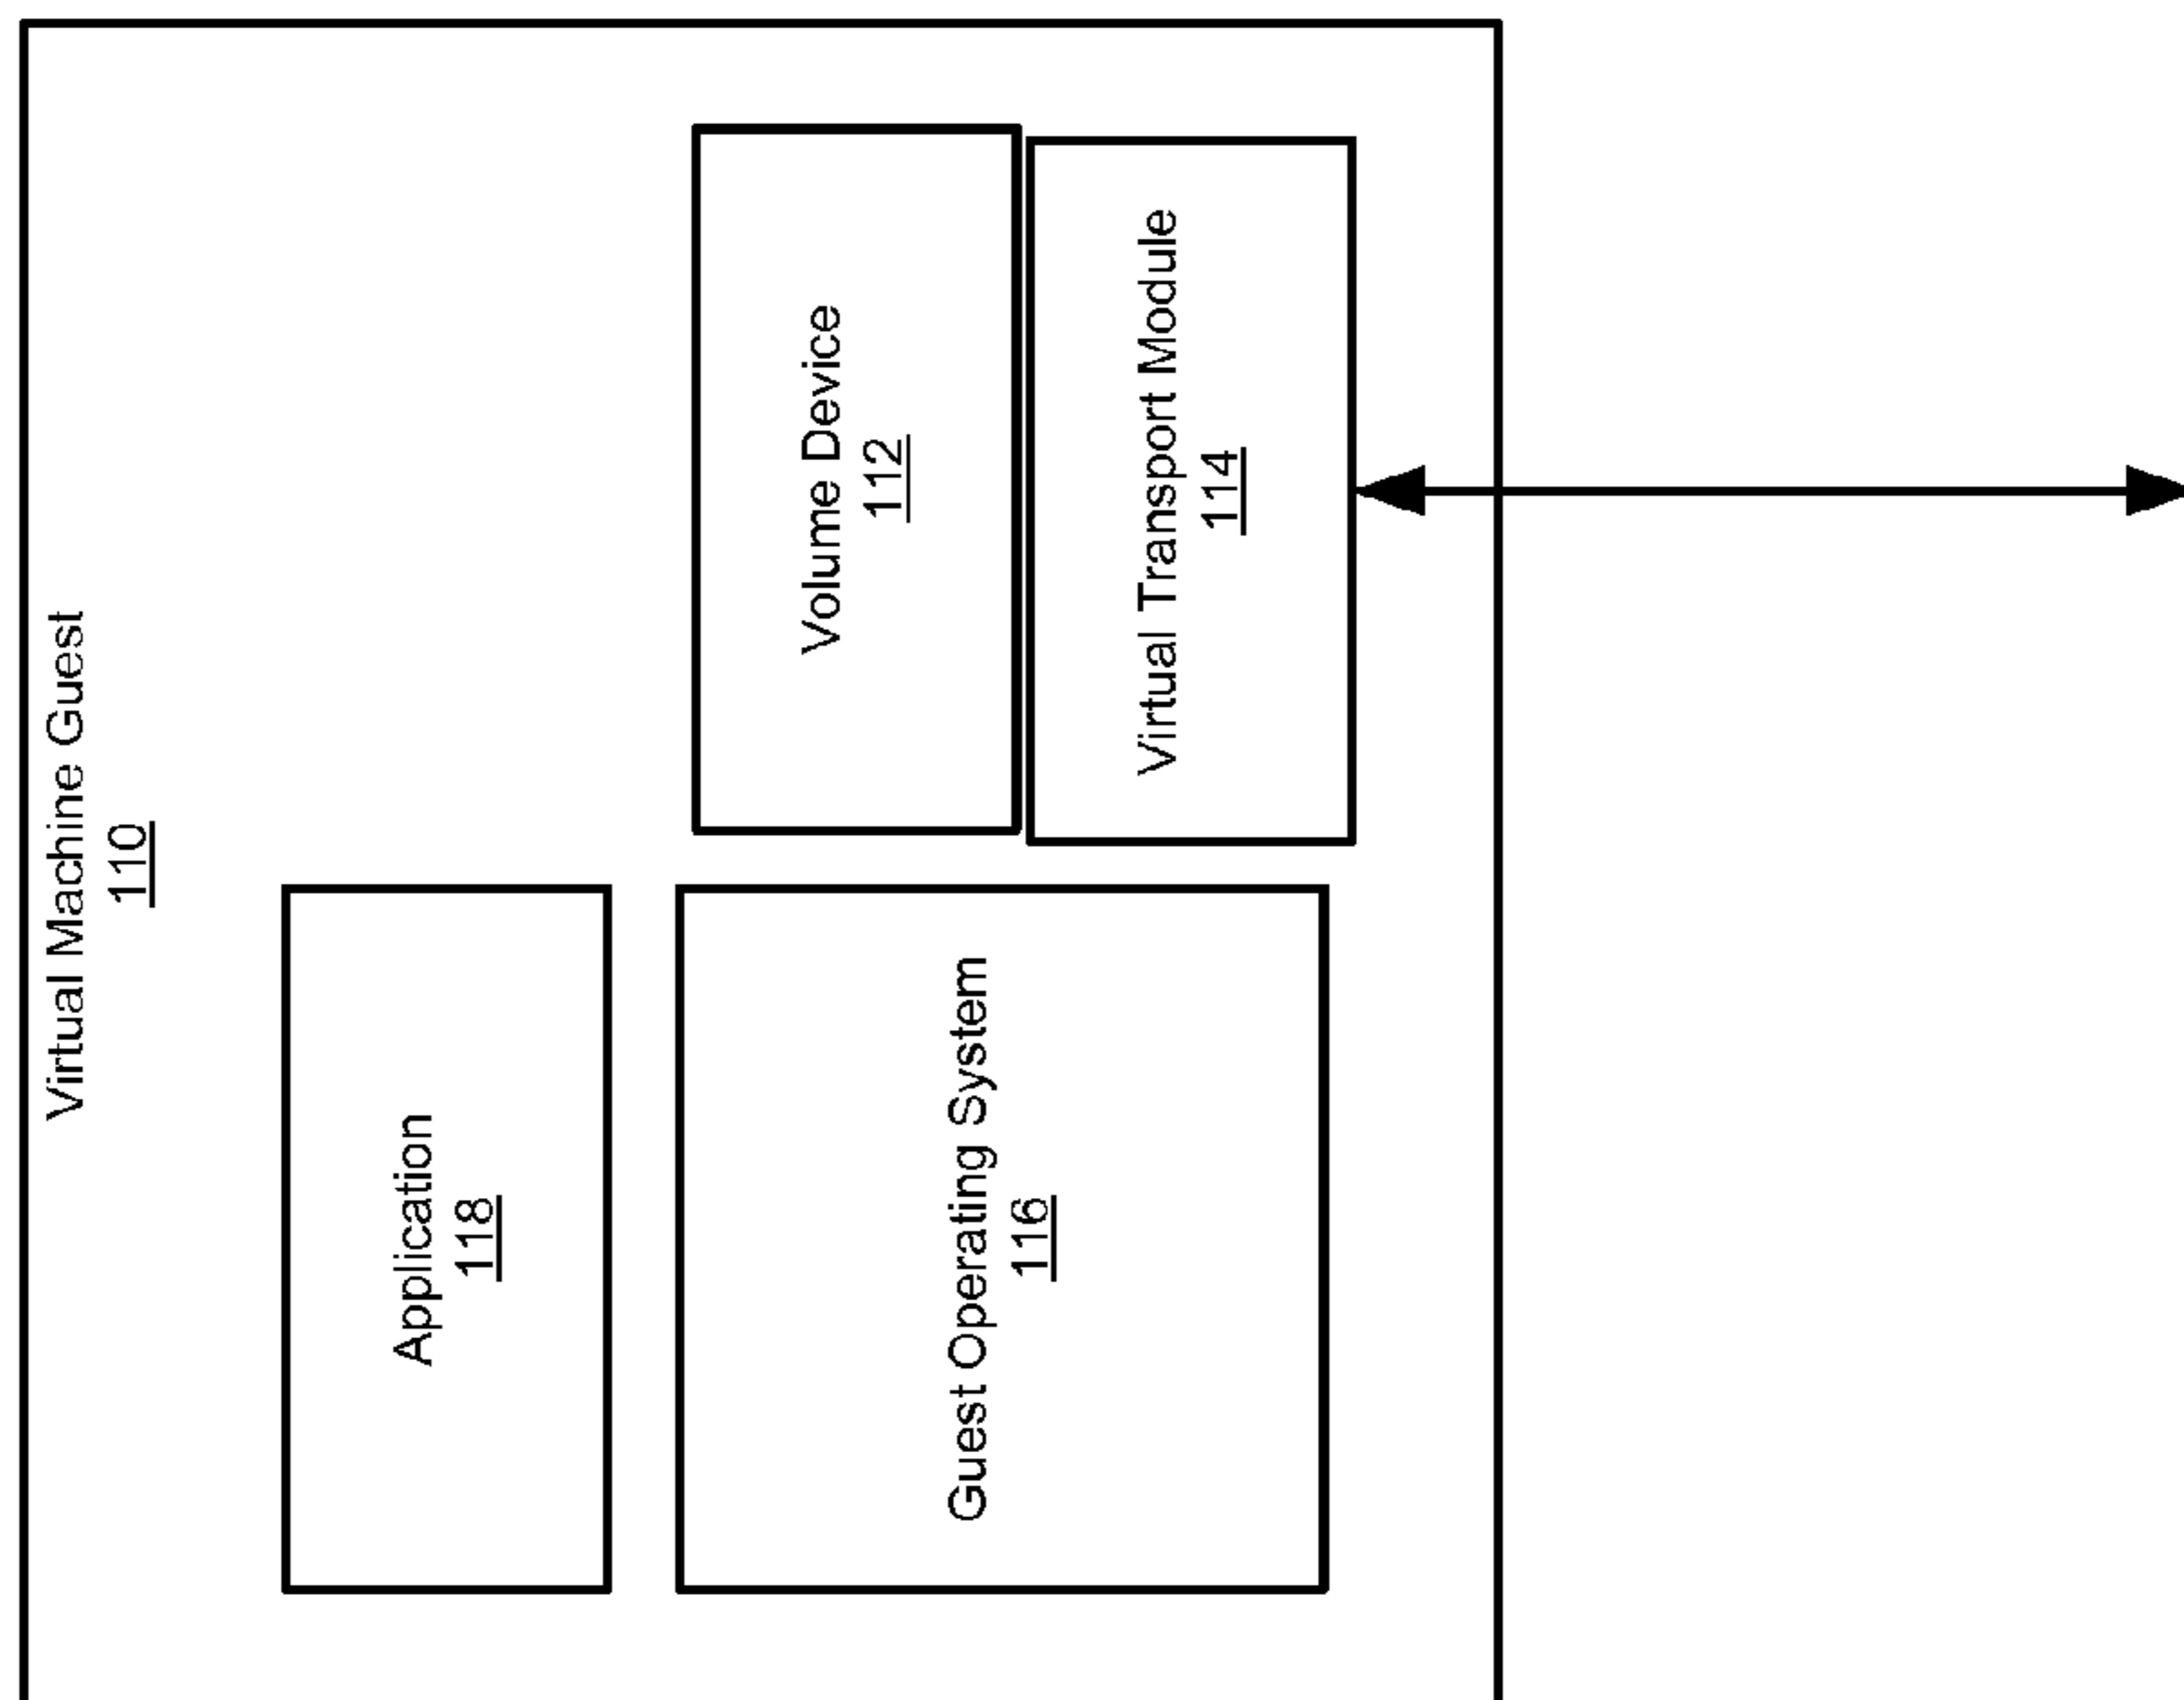 Virtual Machine Guest
110
Application
118
Guest Operating System
116
Volume Device
112
Virtual Transport Module
114